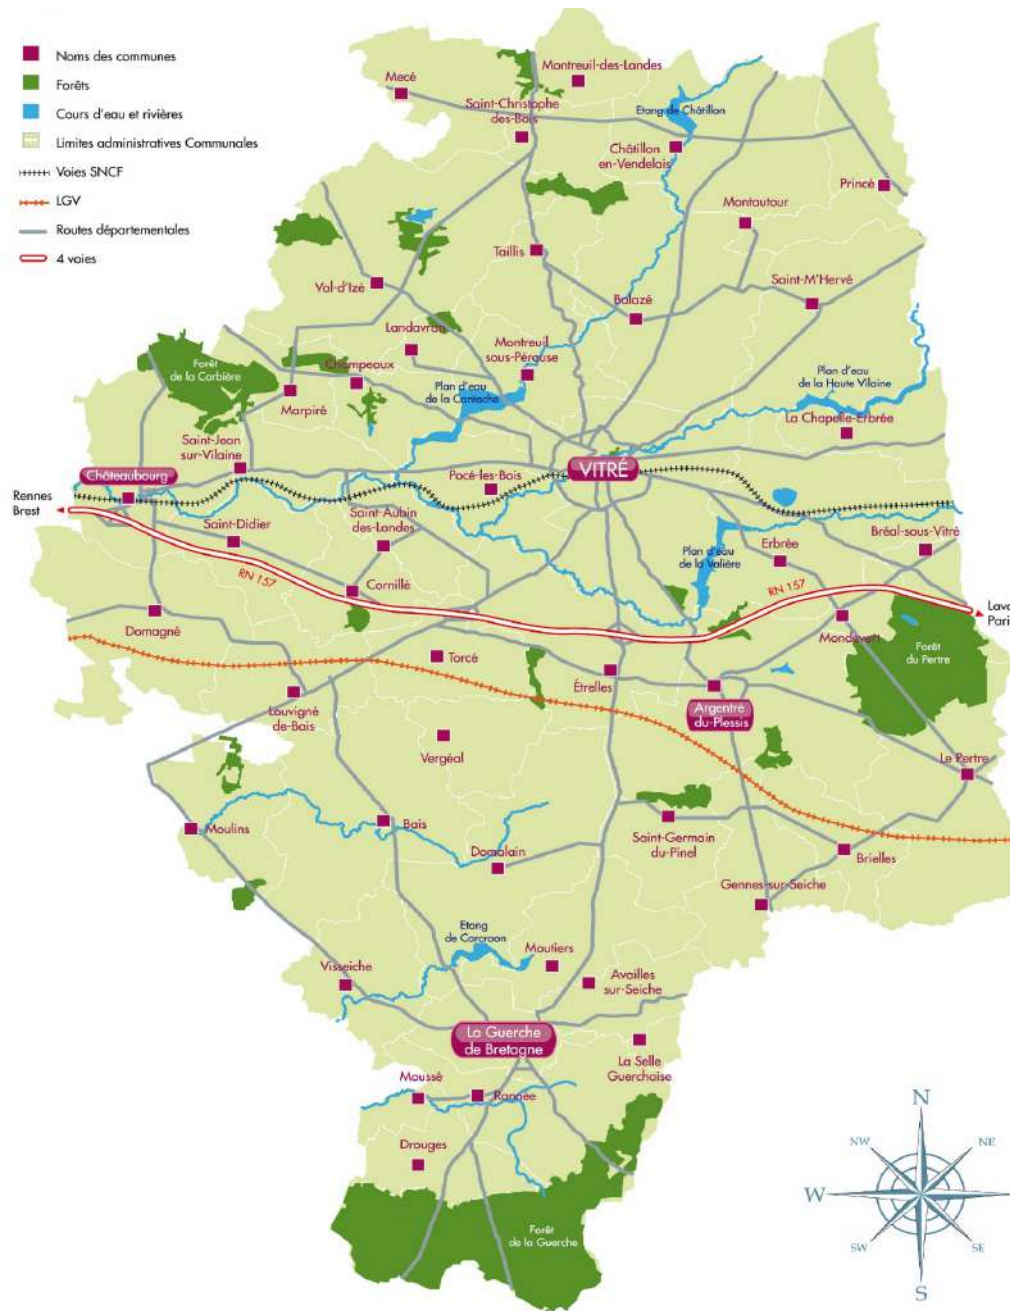 Noms des communes
Forêts
Cours d'eau et rivières
Limites administratives Communales
Voies SNCF
LGV
Routes départementales
4 voies
Mecé
Montreuil-des-Landes
Saint-Christophe
des-Bois
Etang de Châtillon
Châtillon
en-Vendelais
Princé
Montautour
Taillis
Val-d'Izé
Saint-M'Hervé
Balazé
Landavran
Montreuil
sous-Pérouse
Champeaux
Forêt
de la Corbière
Plan d'eau
de la Cantache
Plan d'eau
de la Haute Vilaine
Marpiré
La Chapelle-Erbrée
Saint-Jean
sur-Vilaine
Châteaubourg
Pocé-les-Bois
VITRÉ
Rennes
Brest
Saint-Didier
Saint-Aubin
des-Landes
Bréal-sous-Vitré
Erbrée
Plan d'eau
de la Valière
RN 157
RN 157
Cornillé
Domagné
Mondevert
Forêt
du Pertre
Torcé
Étrelles
Argentré
du-Plessis
Louvigné
de-Bais
Vergéal
Le Pertre
Moulins
Bais
Saint-Germain
du-Pinel
Domalain
Brielles
Gennes-sur-Seiche
Etang
de Carcraon
Moutiers
Visseiche
Availles
sur-Seiche
La Guerche
de Bretagne
La Selle
Guerchaise
Moussé
Rannée
Drouges
Forêt
de la Guerche
N
NW
NE
W
SW
SE
S